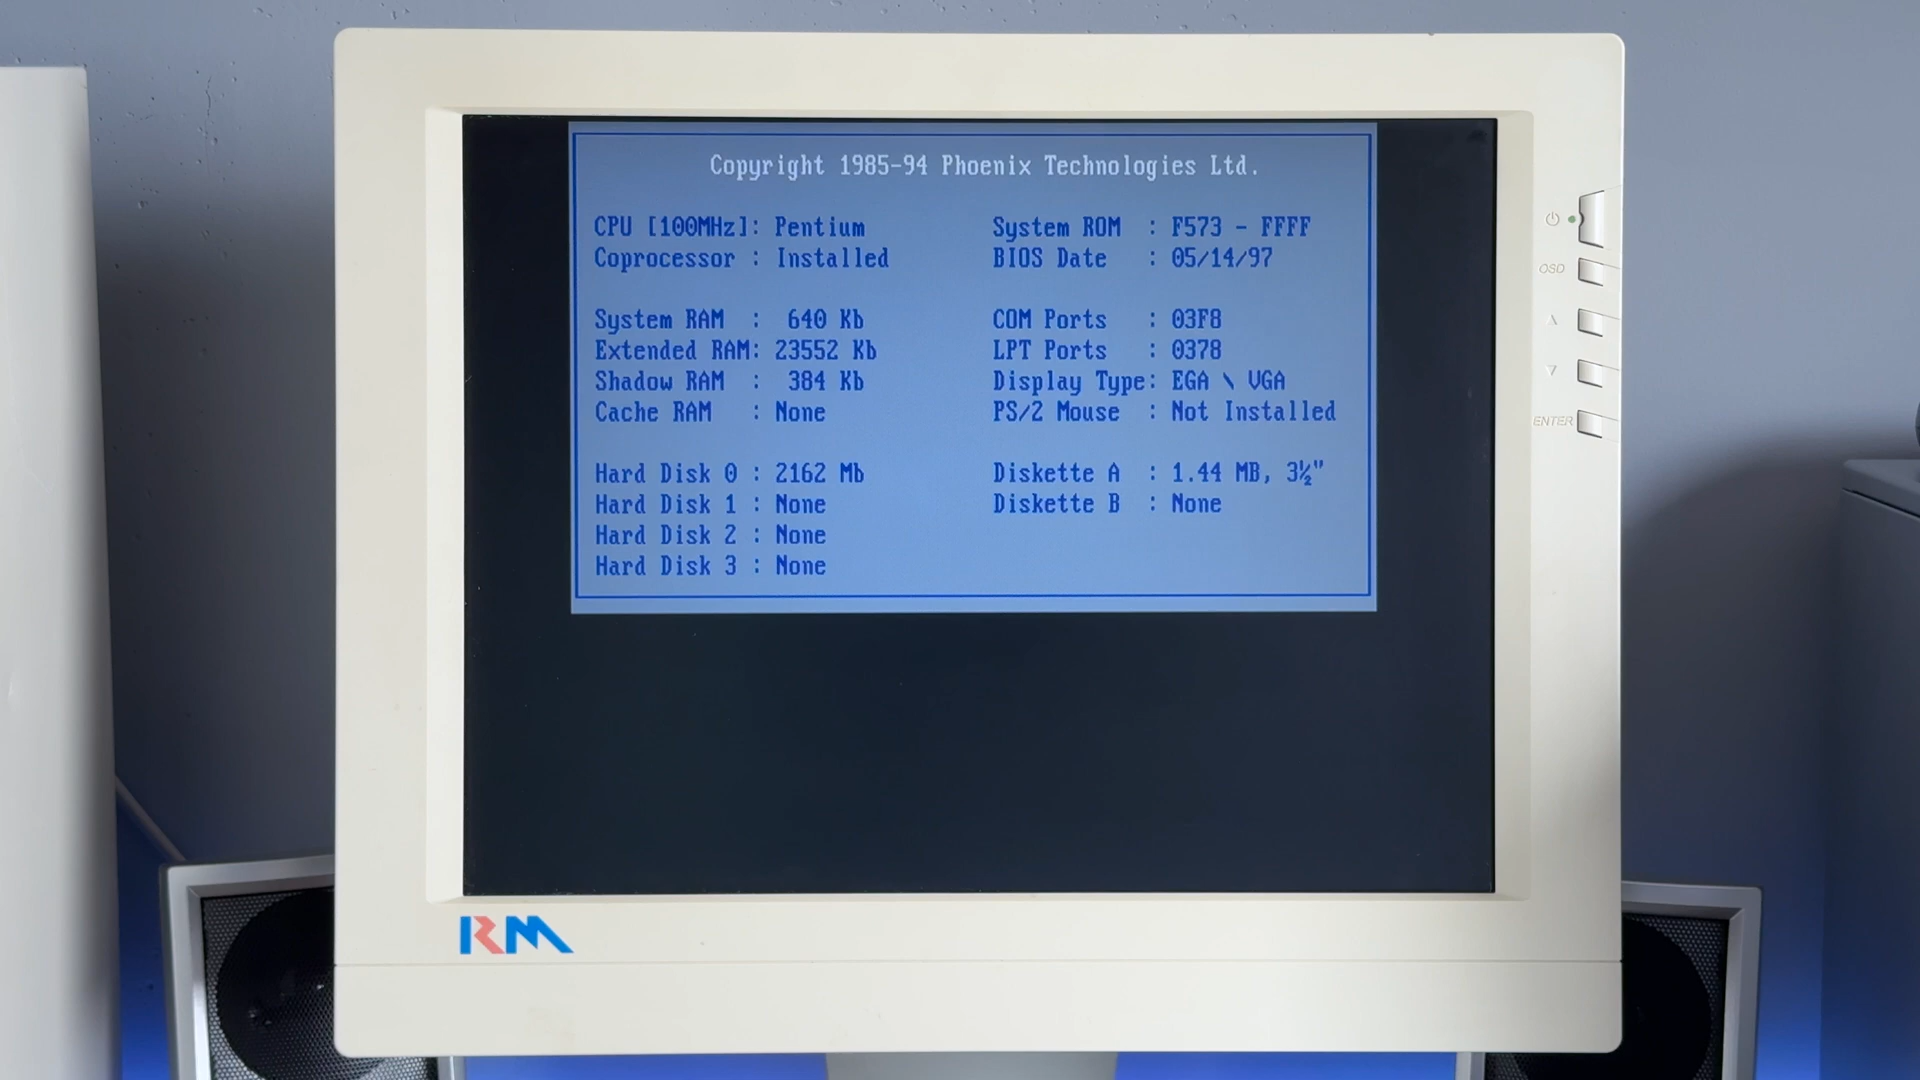 Copyright 1985-94 Phoenix Technologies Ltd.
CPU [100MHz]: Pentium System ROM : F573 - FFFF
Coprocessor : Installed BIOS Date : 05/14/97
System RAM : 640 Kb COM Ports : 03F8
Extended RAM: 23552 Kb LPT Ports : 0378
Shadow RAM : 384 Kb Display Type: EGA \ VGA
Cache RAM : None PS/2 Mouse : Not Installed
Hard Disk 0 : 2162 Mb Diskette A : 1.44 MB, 3½"
Hard Disk 1 : None Diskette B : None
Hard Disk 2 : None
Hard Disk 3 : None
OSD
ENTER
RM